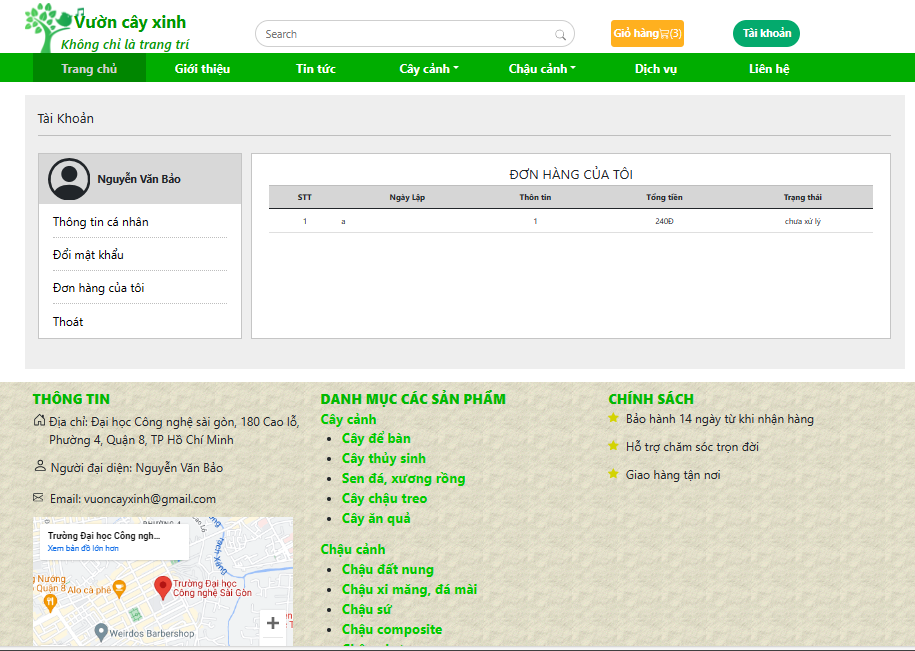 Vườn cây xinh
Không chỉ là trang trí
Search
Giỏ hàng(3)
Tài khoản
Trang chủ
Giới thiệu
Tin tức
Cây cảnh
Chậu cảnh
Dịch vụ
Liên hệ
Tài Khoản
Nguyễn Văn Bảo
Thông tin cá nhân
Đổi mật khẩu
Đơn hàng của tôi
Thoát
ĐƠN HÀNG CỦA TÔI
STT Ngày Lập Thôn tin Tổng tiền Trạng thái
1 a 1 240Đ chưa xử lý
THÔNG TIN
Địa chỉ: Đại học Công nghệ sài gòn, 180 Cao lỗ,
Phường 4, Quận 8, TP Hồ Chí Minh
Người đại diện: Nguyễn Văn Bảo
Email: vuoncayxinh@gmail.com
PHƯỜNG 4
Cao Lỗ
Trường Đại học Công ngh...
Xem bản đồ lớn hơn
Nương
Quận 8
Alo cà phê
Trường Đại học
Công nghệ Sài Gòn
Weirdos Barbershop
+
DANH MỤC CÁC SẢN PHẨM
Cây cảnh
Cây để bàn
Cây thủy sinh
Sen đá, xương rồng
Cây chậu treo
Cây ăn quả
Chậu cảnh
Chậu đất nung
Chậu xi măng, đá mài
Chậu sứ
Chậu composite
CHÍNH SÁCH
Bảo hành 14 ngày từ khi nhận hàng
Hỗ trợ chăm sóc trọn đời
Giao hàng tận nơi